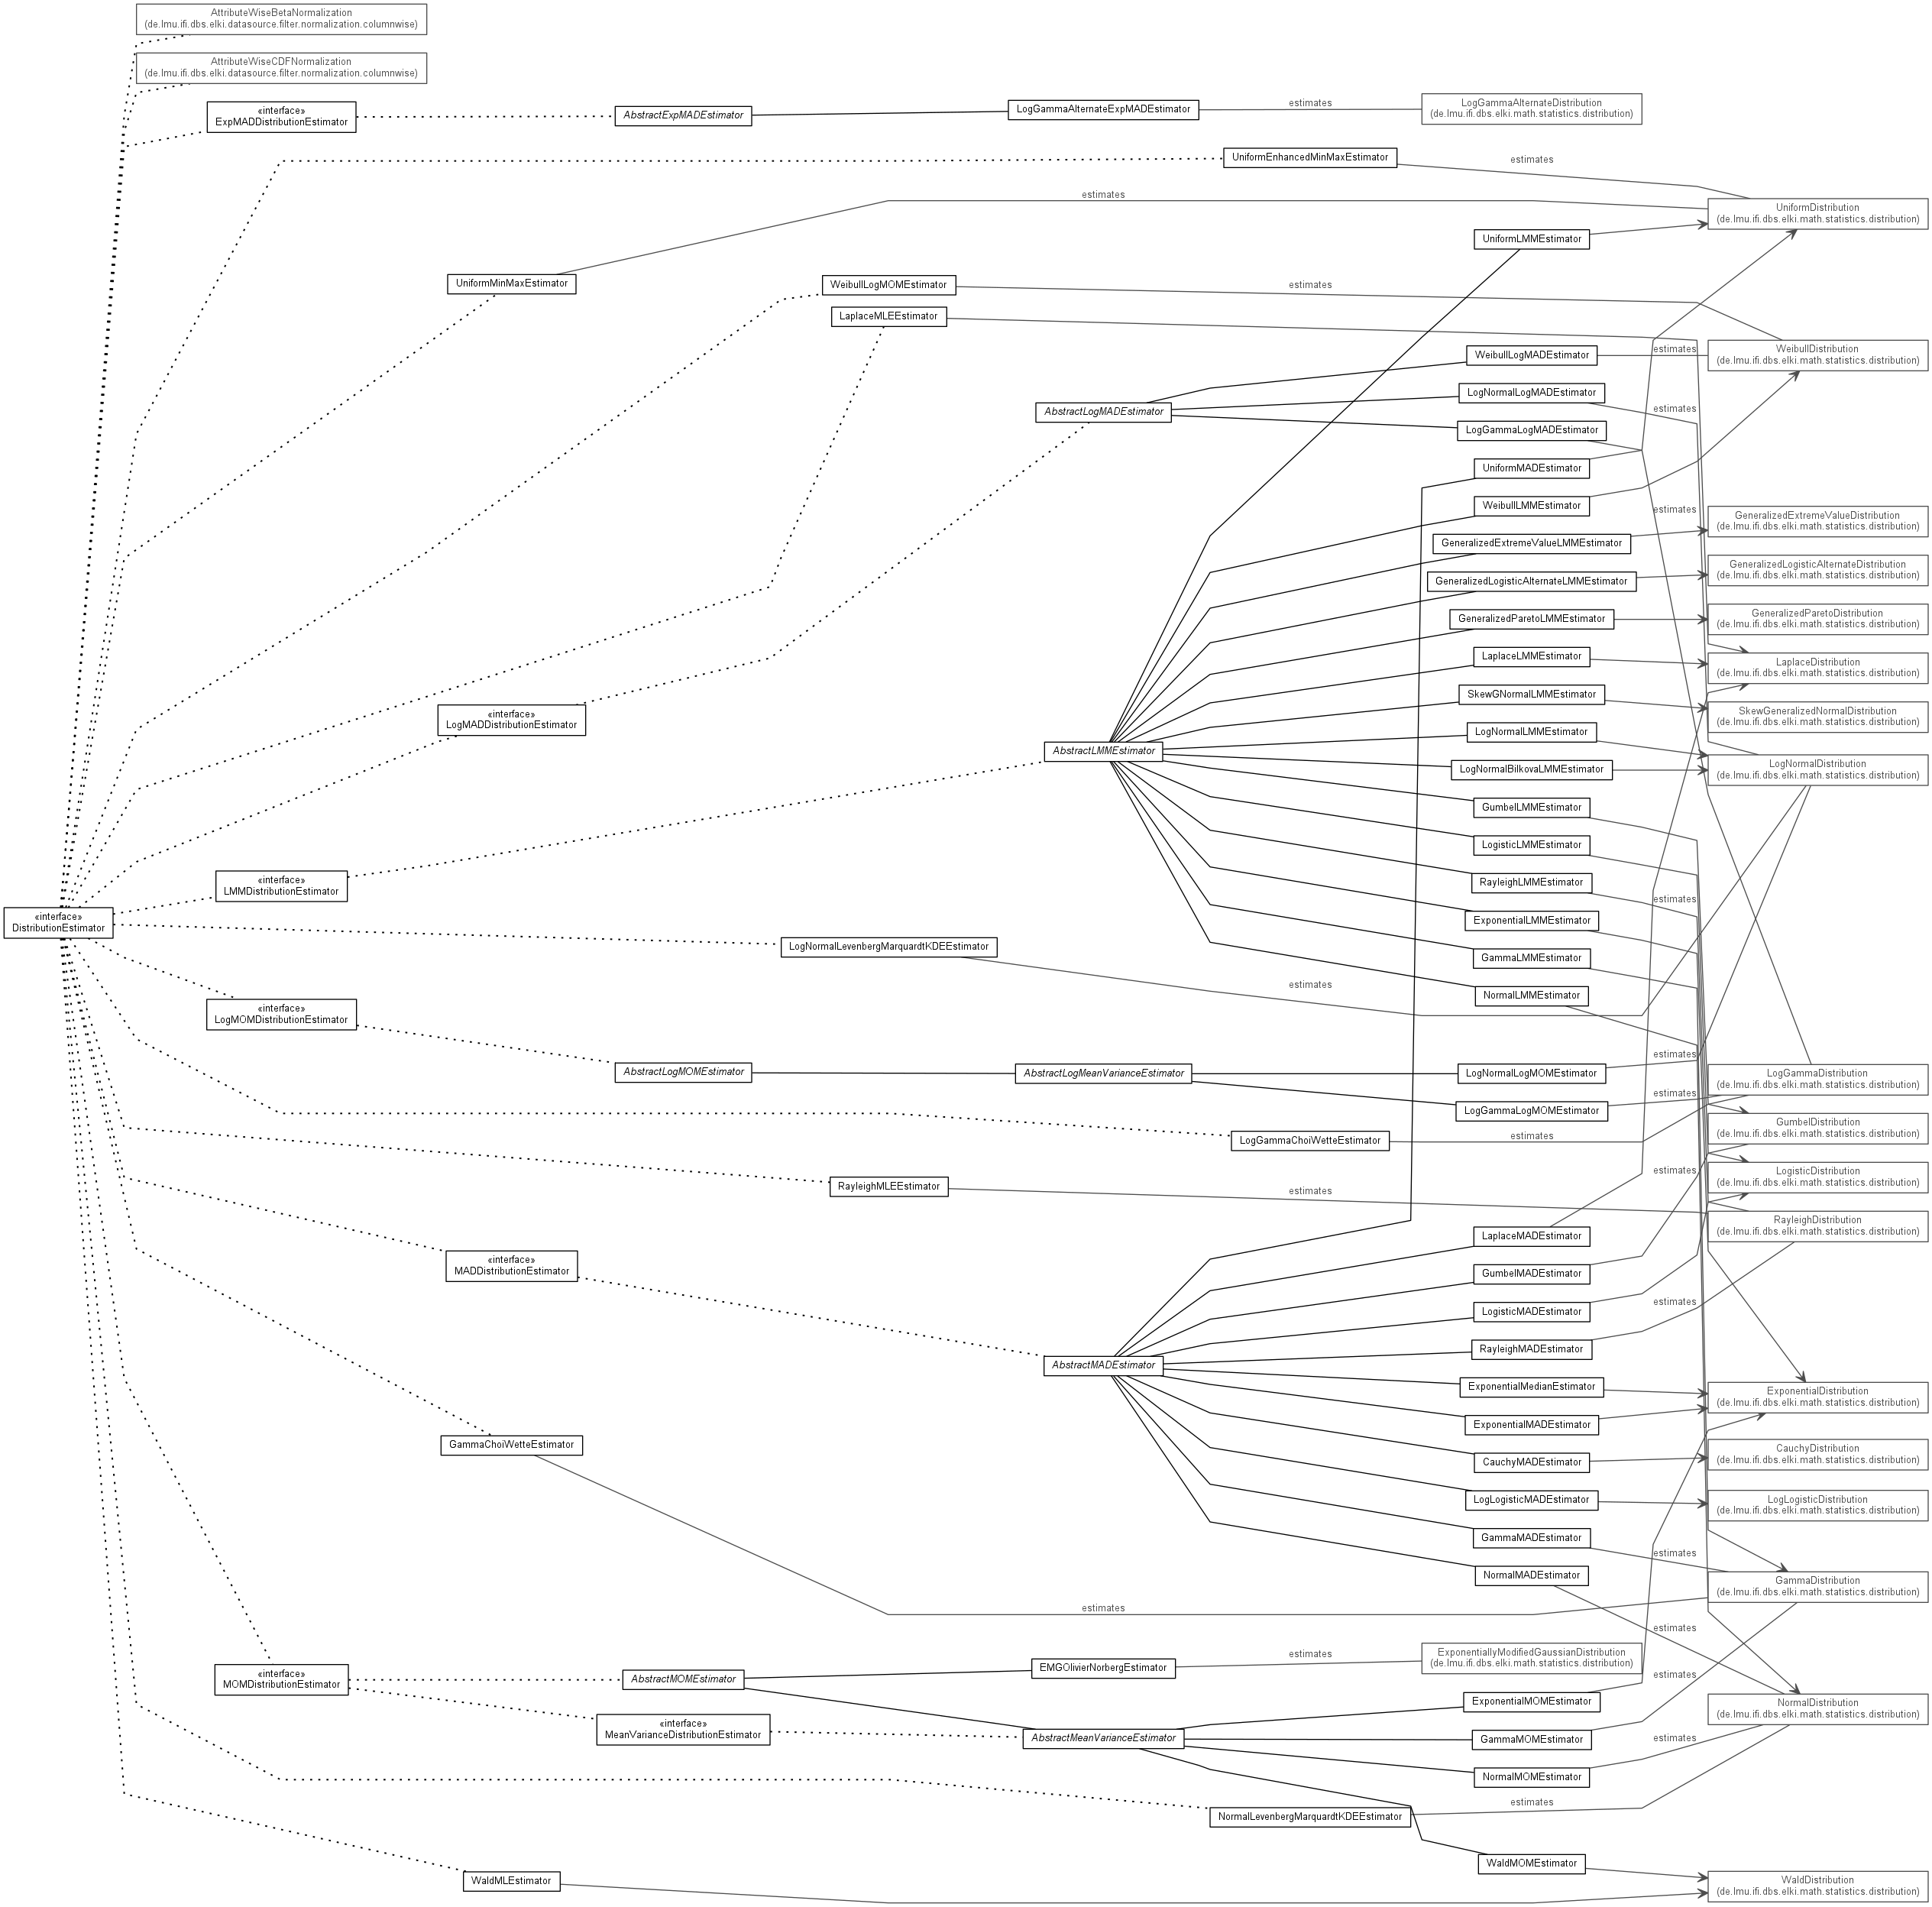 AttributeWiseBetaNormalization
(de.lmu.ifi.dbs.elki.datasource.filter.normalization.columnwise)
AttributeWiseCDFNormalization
(de.lmu.ifi.dbs.elki.datasource.filter.normalization.columnwise)
«interface»
ExpMADDistributionEstimator
AbstractExpMADEstimator
LogGammaAlternateExpMADEstimator
estimates
LogGammaAlternateDistribution
(de.lmu.ifi.dbs.elki.math.statistics.distribution)
UniformEnhancedMinMaxEstimator
estimates
estimates
UniformDistribution
(de.lmu.ifi.dbs.elki.math.statistics.distribution)
UniformLMMEstimator
UniformMinMaxEstimator
WeibullLogMOMEstimator
estimates
LaplaceMLEEstimator
WeibullLogMADEstimator
estimates
WeibullDistribution
(de.lmu.ifi.dbs.elki.math.statistics.distribution)
LogNormalLogMADEstimator
estimates
AbstractLogMADEstimator
LogGammaLogMADEstimator
UniformMADEstimator
WeibullLMMEstimator
estimates
GeneralizedExtremeValueDistribution
(de.lmu.ifi.dbs.elki.math.statistics.distribution)
GeneralizedExtremeValueLMMEstimator
GeneralizedLogisticAlternateLMMEstimator
GeneralizedLogisticAlternateDistribution
(de.lmu.ifi.dbs.elki.math.statistics.distribution)
GeneralizedParetoLMMEstimator
GeneralizedParetoDistribution
(de.lmu.ifi.dbs.elki.math.statistics.distribution)
LaplaceLMMEstimator
LaplaceDistribution
(de.lmu.ifi.dbs.elki.math.statistics.distribution)
SkewGNormalLMMEstimator
SkewGeneralizedNormalDistribution
(de.lmu.ifi.dbs.elki.math.statistics.distribution)
«interface»
LogMADDistributionEstimator
LogNormalLMMEstimator
AbstractLMMEstimator
LogNormalBilkovaLMMEstimator
LogNormalDistribution
(de.lmu.ifi.dbs.elki.math.statistics.distribution)
GumbelLMMEstimator
LogisticLMMEstimator
«interface»
LMMDistributionEstimator
RayleighLMMEstimator
estimates
«interface»
DistributionEstimator
ExponentialLMMEstimator
LogNormalLevenbergMarquardtKDEEstimator
GammaLMMEstimator
estimates
NormalLMMEstimator
«interface»
LogMOMDistributionEstimator
estimates
AbstractLogMOMEstimator
AbstractLogMeanVarianceEstimator
LogNormalLogMOMEstimator
LogGammaDistribution
(de.lmu.ifi.dbs.elki.math.statistics.distribution)
estimates
LogGammaLogMOMEstimator
GumbelDistribution
(de.lmu.ifi.dbs.elki.math.statistics.distribution)
LogGammaChoiWetteEstimator
estimates
estimates
LogisticDistribution
(de.lmu.ifi.dbs.elki.math.statistics.distribution)
RayleighMLEEstimator
estimates
RayleighDistribution
(de.lmu.ifi.dbs.elki.math.statistics.distribution)
LaplaceMADEstimator
«interface»
MADDistributionEstimator
GumbelMADEstimator
estimates
LogisticMADEstimator
RayleighMADEstimator
AbstractMADEstimator
ExponentialMedianEstimator
ExponentialDistribution
(de.lmu.ifi.dbs.elki.math.statistics.distribution)
ExponentialMADEstimator
GammaChoiWetteEstimator
CauchyMADEstimator
CauchyDistribution
(de.lmu.ifi.dbs.elki.math.statistics.distribution)
LogLogisticMADEstimator
LogLogisticDistribution
(de.lmu.ifi.dbs.elki.math.statistics.distribution)
GammaMADEstimator
estimates
NormalMADEstimator
GammaDistribution
(de.lmu.ifi.dbs.elki.math.statistics.distribution)
estimates
estimates
«interface»
MOMDistributionEstimator
AbstractMOMEstimator
EMGOlivierNorbergEstimator
estimates
ExponentiallyModifiedGaussianDistribution
(de.lmu.ifi.dbs.elki.math.statistics.distribution)
estimates
ExponentialMOMEstimator
NormalDistribution
(de.lmu.ifi.dbs.elki.math.statistics.distribution)
«interface»
MeanVarianceDistributionEstimator
AbstractMeanVarianceEstimator
GammaMOMEstimator
estimates
NormalMOMEstimator
estimates
NormalLevenbergMarquardtKDEEstimator
WaldMOMEstimator
WaldMLEstimator
WaldDistribution
(de.lmu.ifi.dbs.elki.math.statistics.distribution)